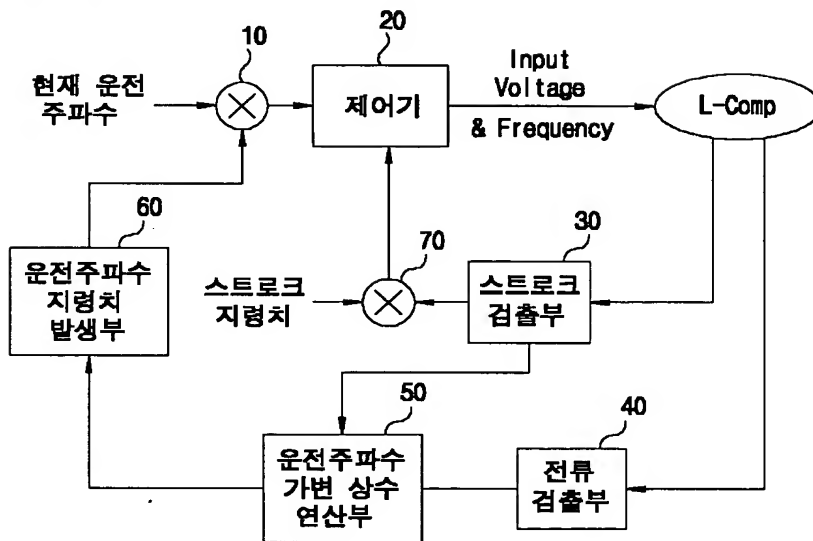 10
20
현재 운전
주파수
제어기
Input
Voltage
& Frequency
L-Comp
60
운전주파수
지령치
발생부
스트로크
지령치
70
30
스트로크
검출부
50
운전주파수
가변 상수
연산부
40
전류
검출부